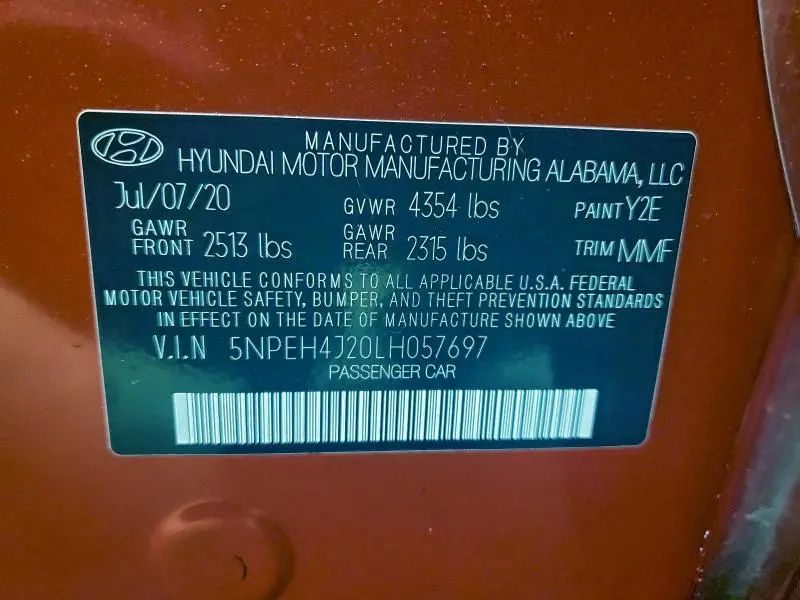 MANUFACTURED BY
HYUNDAI MOTOR MANUFACTURING ALABAMA, LLC
Jul/07/20 GVWR 4354 lbs PAINT Y2E
GAWR FRONT 2513 lbs GAWR REAR 2315 lbs TRIM MMF
THIS VEHICLE CONFORMS TO ALL APPLICABLE U.S.A. FEDERAL
MOTOR VEHICLE SAFETY, BUMPER, AND THEFT PREVENTION STANDARDS
IN EFFECT ON THE DATE OF MANUFACTURE SHOWN ABOVE
V.I.N 5NPEH4J20LH057697
PASSENGER CAR